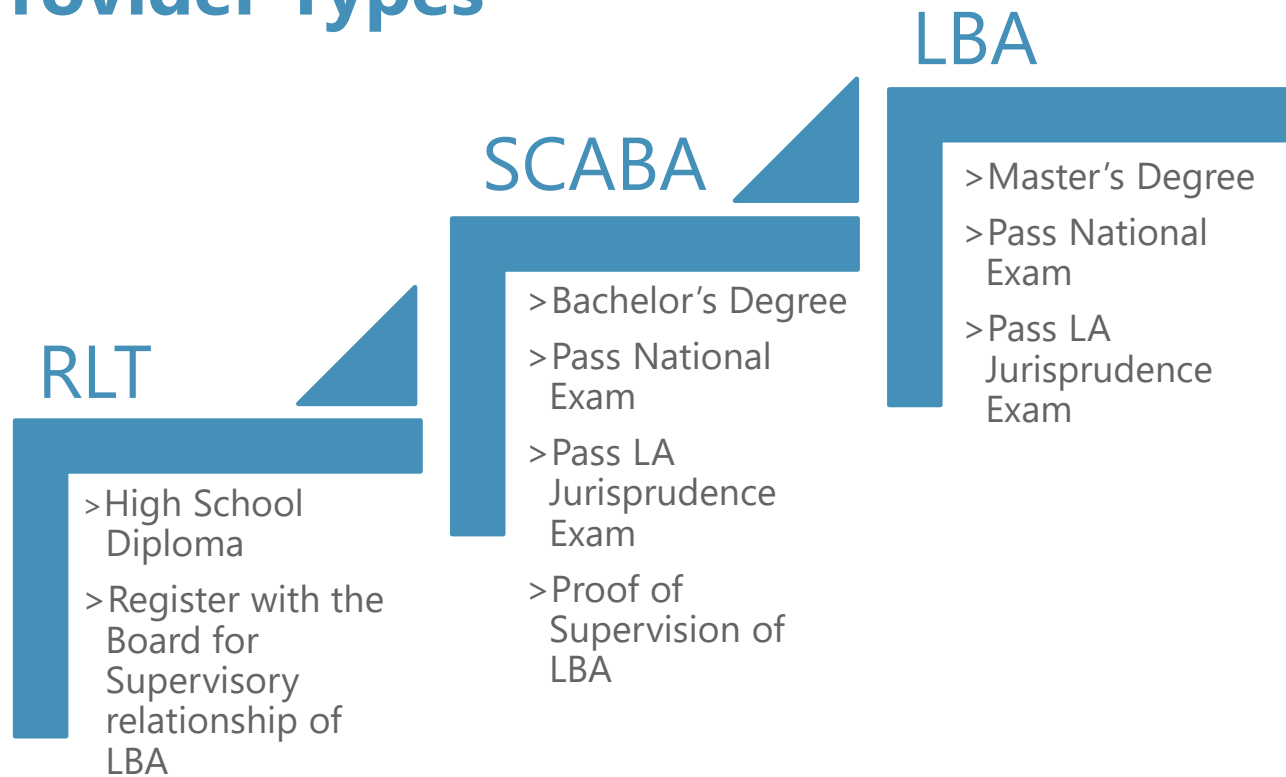 rovider Types
RLT
>High School
Diploma
>Register with the
Board for
Supervisory
relationship of
LBA
SCABA
>Bachelor’s Degree
>Pass National
Exam
>Pass LA
Jurisprudence
Exam
>Proof of
Supervision of
LBA
LBA
>Master’s Degree
>Pass National
Exam
>Pass LA
Jurisprudence
Exam